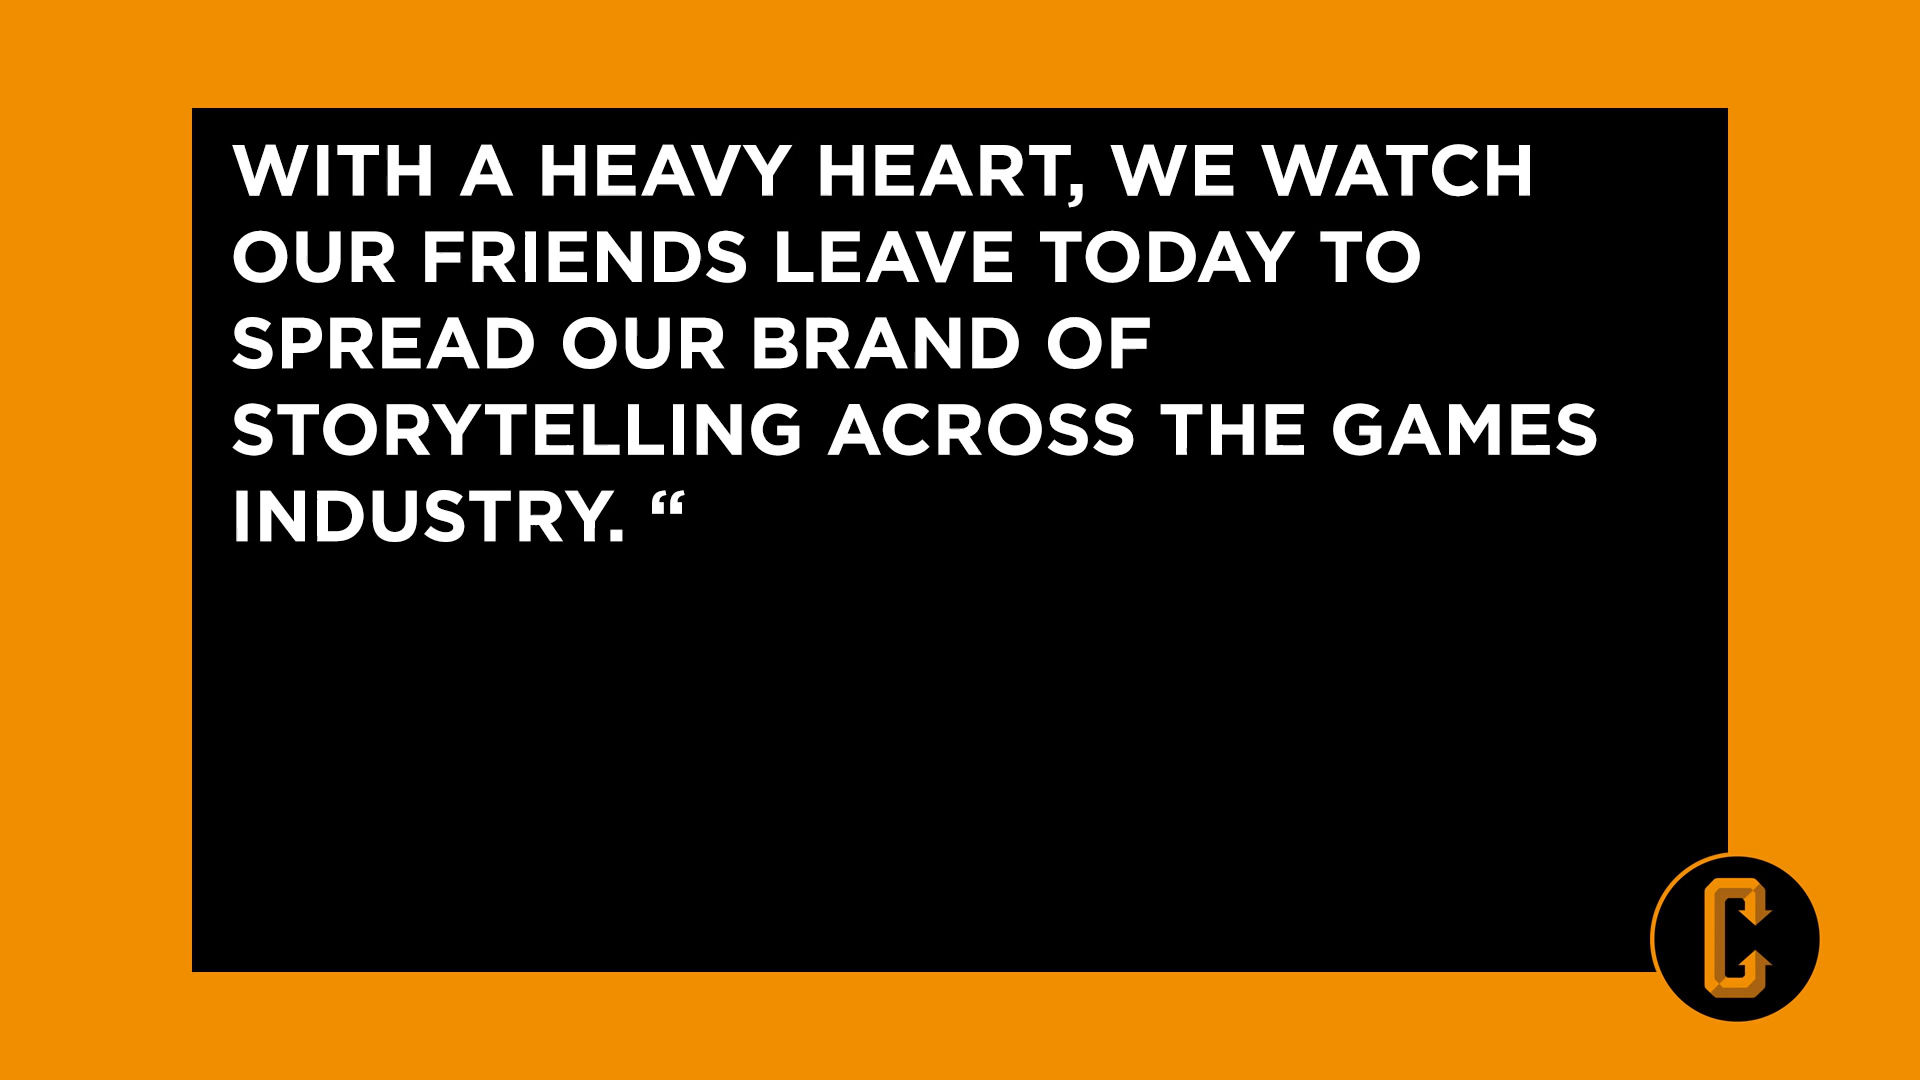 WITH A HEAVY HEART, WE WATCH
OUR FRIENDS LEAVE TODAY TO
SPREAD OUR BRAND OF
STORYTELLING ACROSS THE GAMES
INDUSTRY. “
C